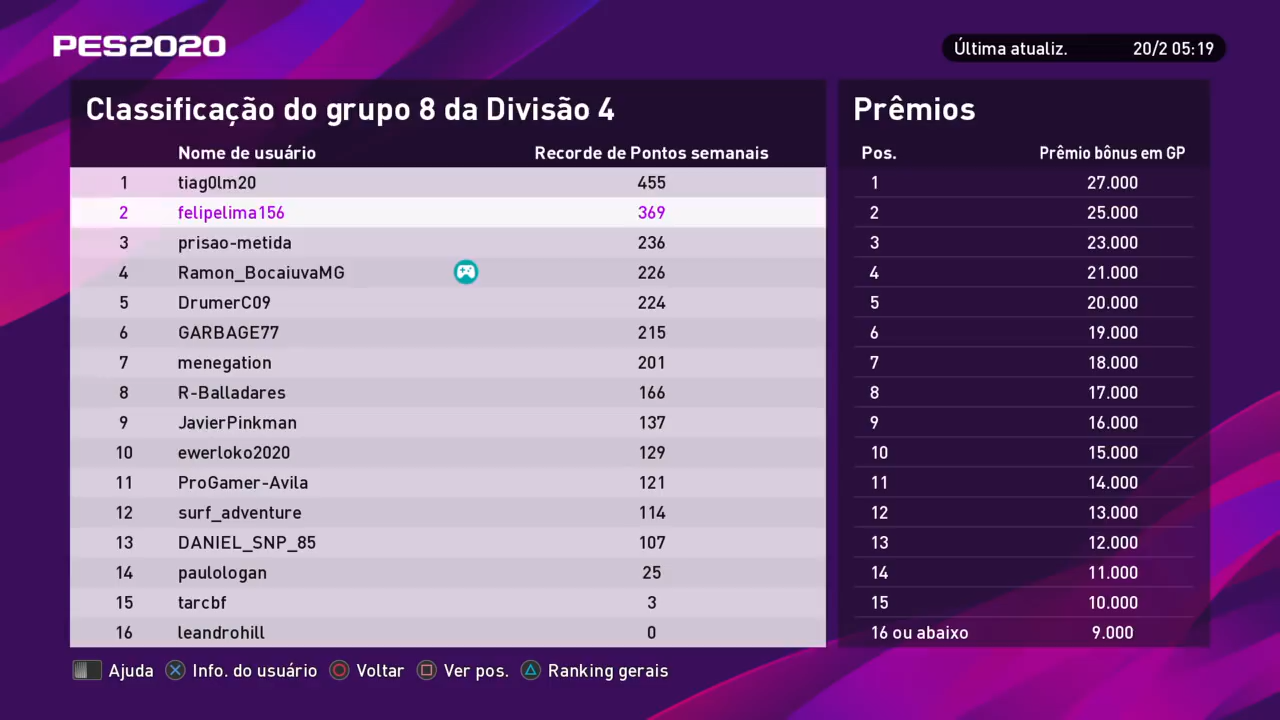 PES2020
Última atualiz. 20/2 05:19
Classificação do grupo 8 da Divisão 4
Nome de usuário Recorde de Pontos semanais
1 tiag0lm20 455
2 felipelima156 369
3 prisao-metida 236
4 Ramon_BocaiuvaMG 226
5 DrumerC09 224
6 GARBAGE77 215
7 menegation 201
8 R-Balladares 166
9 JavierPinkman 137
10 ewerloko2020 129
11 ProGamer-Avila 121
12 surf_adventure 114
13 DANIEL_SNP_85 107
14 paulologan 25
15 tarcbf 3
16 leandrohill 0
Prêmios
Pos. Prêmio bônus em GP
1 27.000
2 25.000
3 23.000
4 21.000
5 20.000
6 19.000
7 18.000
8 17.000
9 16.000
10 15.000
11 14.000
12 13.000
13 12.000
14 11.000
15 10.000
16 ou abaixo 9.000
Ajuda Info. do usuário Voltar Ver pos. Ranking gerais